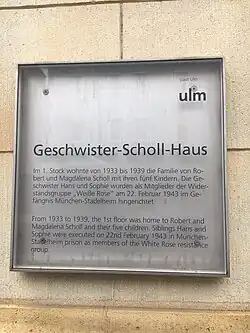 Stadt Ulm
ulm
Geschwister-Scholl-Haus
Im 1. Stock wohnte von 1933 bis 1939 die Familie von Ro-
bert und Magdalena Scholl mit ihren fünf Kindern. Die Ge-
schwister Hans und Sophie wurden als Mitglieder der Wider-
standsgruppe „Weiße Rose“ am 22. Februar 1943 im Ge-
fängnis München-Stadelheim hingerichtet.
From 1933 to 1939, the 1st floor was home to Robert and
Magdalena Scholl and their five children. Siblings Hans and
Sophie were executed on 22nd February 1943 in München-
Stadelheim prison as members of the White Rose resistance
group.